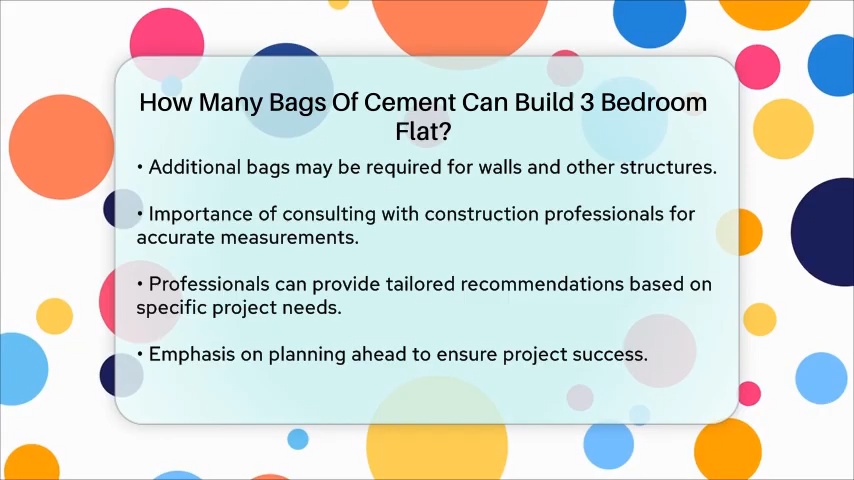 How Many Bags Of Cement Can Build 3 Bedroom
Flat?
• Additional bags may be required for walls and other structures.
• Importance of consulting with construction professionals for
accurate measurements.
• Professionals can provide tailored recommendations based on
specific project needs.
• Emphasis on planning ahead to ensure project success.